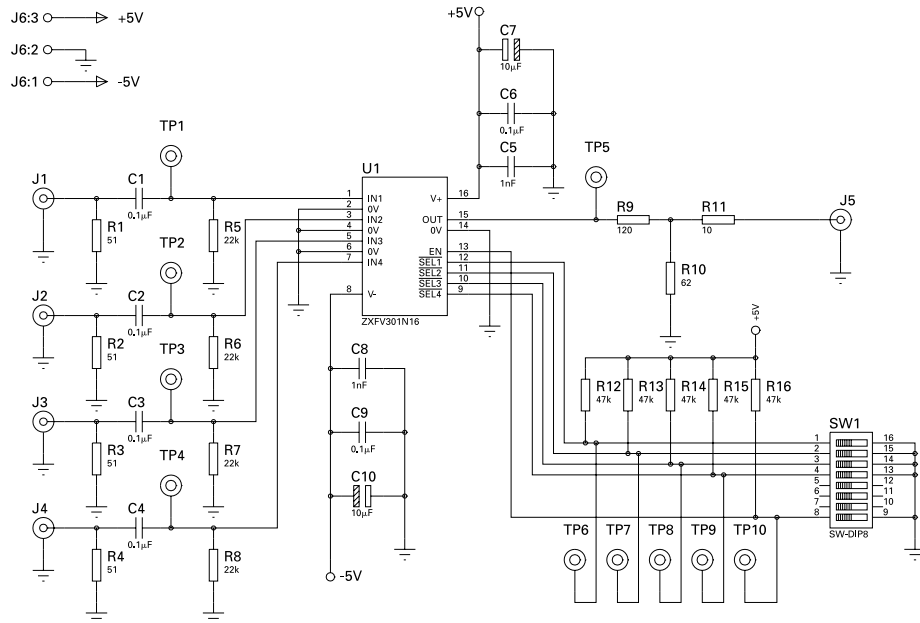 J6:3 +5V
J6:2
J6:1 -5V
+5V
C7
10µF
C6
0.1µF
C5
1nF
TP1
TP5
J1
C1
0.1µF
R1
51
R5
22k
U1
1 IN1 V+ 16
2 0V OUT 15
3 IN2 0V 14
4 0V EN 13
5 IN3 SEL1 12
6 0V SEL2 11
7 IN4 SEL3 10
8 V- SEL4 9
ZXFV301N16
R9
120
R11
10
J5
R10
62
TP2
J2
C2
0.1µF
R2
51
R6
22k
TP3
J3
C3
0.1µF
R3
51
R7
22k
TP4
J4
C4
0.1µF
R4
51
R8
22k
C8
1nF
C9
0.1µF
C10
10µF
-5V
+5V
R12
47k
R13
47k
R14
47k
R15
47k
R16
47k
SW1
1 16
2 15
3 14
4 13
5 12
6 11
7 10
8 9
SW-DIP8
TP6 TP7 TP8 TP9 TP10